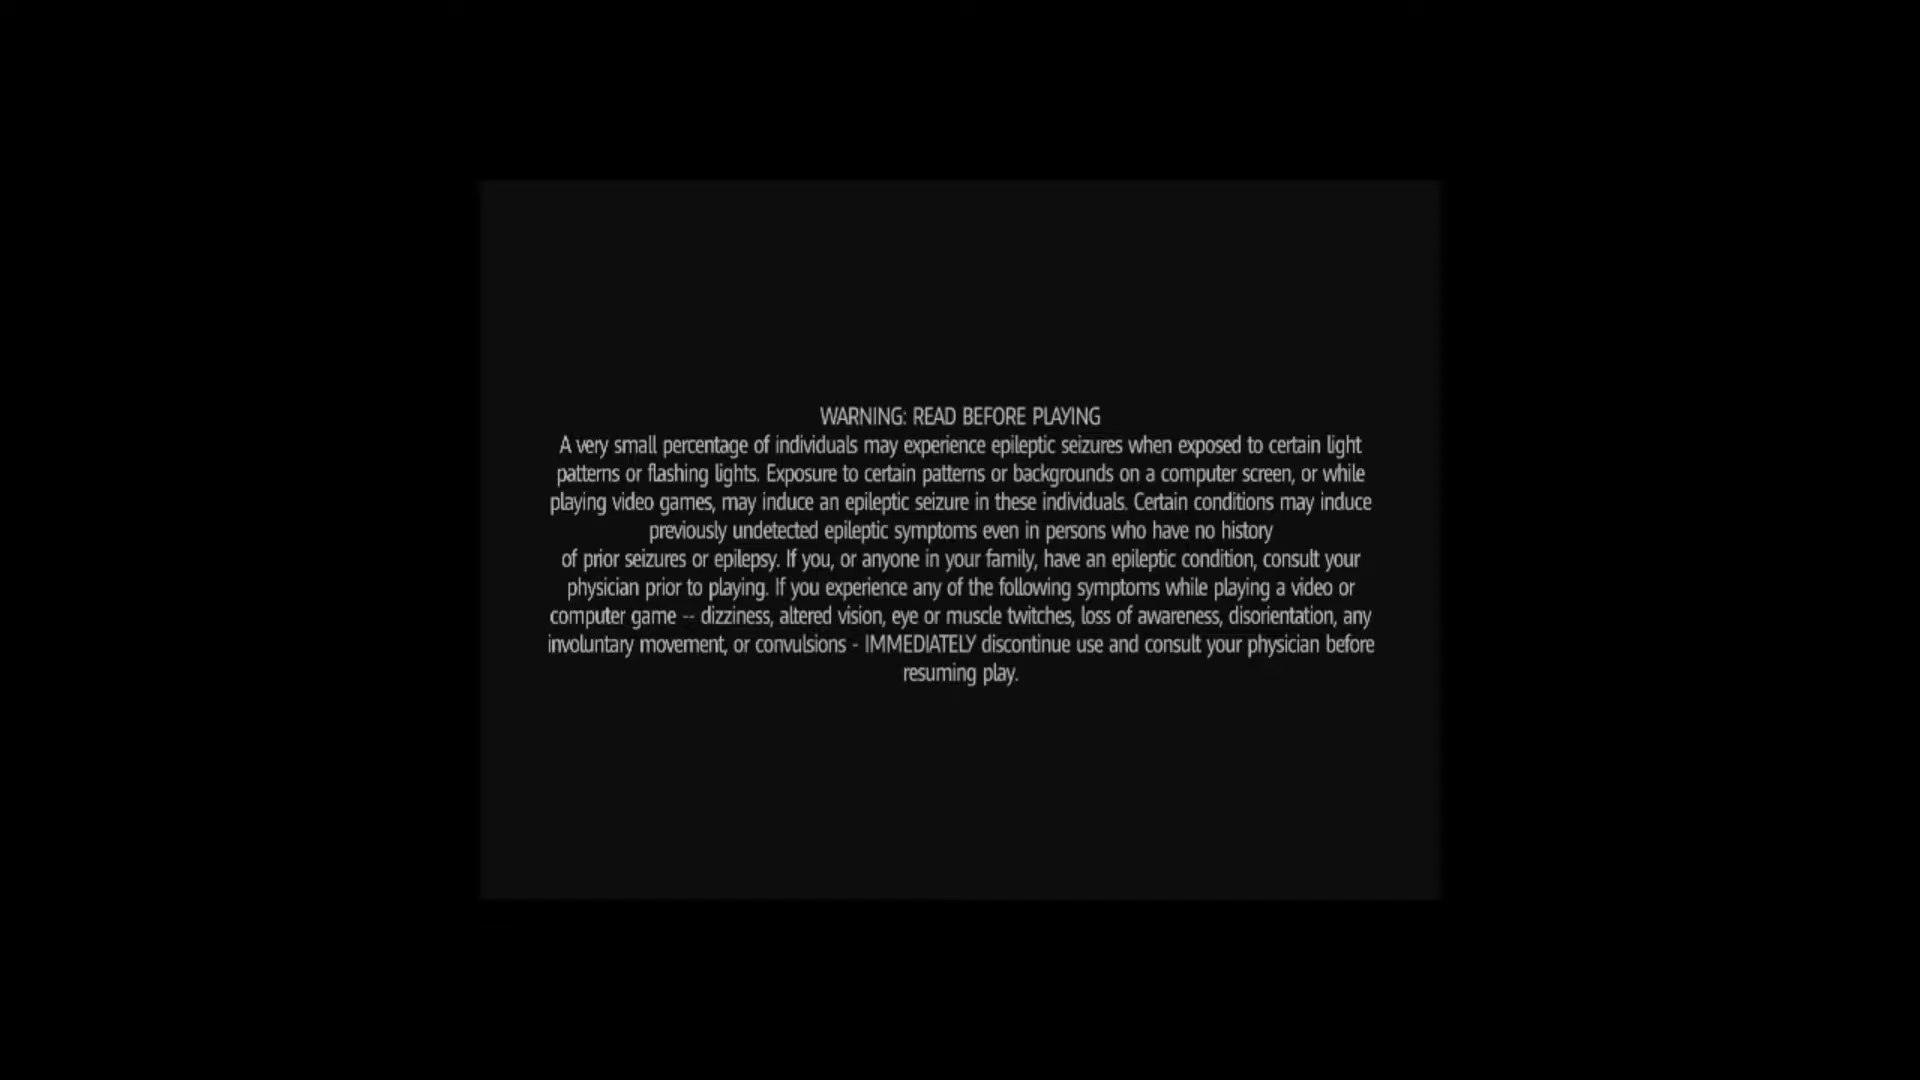 WARNING: READ BEFORE PLAYING
A very small percentage of individuals may experience epileptic seizures when exposed to certain light
patterns or flashing lights. Exposure to certain patterns or backgrounds on a computer screen, or while
playing video games, may induce an epileptic seizure in these individuals. Certain conditions may induce
previously undetected epileptic symptoms even in persons who have no history
of prior seizures or epilepsy. If you, or anyone in your family, have an epileptic condition, consult your
physician prior to playing. If you experience any of the following symptoms while playing a video or
computer game -- dizziness, altered vision, eye or muscle twitches, loss of awareness, disorientation, any
involuntary movement, or convulsions - IMMEDIATELY discontinue use and consult your physician before
resuming play.